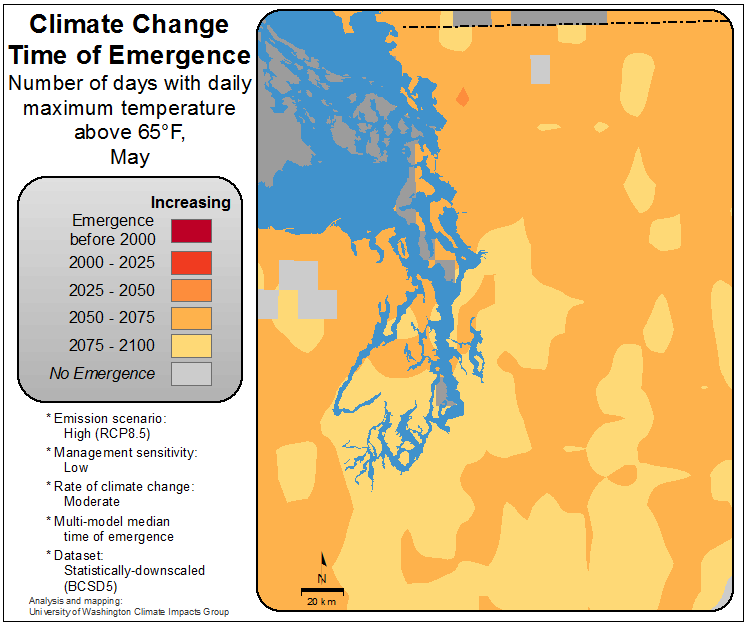 Climate Change
Time of Emergence
Number of days with daily
maximum temperature
above 65°F,
May
Increasing
Emergence
before 2000
2000 - 2025
2025 - 2050
2050 - 2075
2075 - 2100
No Emergence
* Emission scenario:
High (RCP8.5)
* Management sensitivity:
Low
* Rate of climate change:
Moderate
* Multi-model median
time of emergence
* Dataset:
Statistically-downscaled
(BCSD5)
Analysis and mapping:
University of Washington Climate Impacts Group
N
20 km